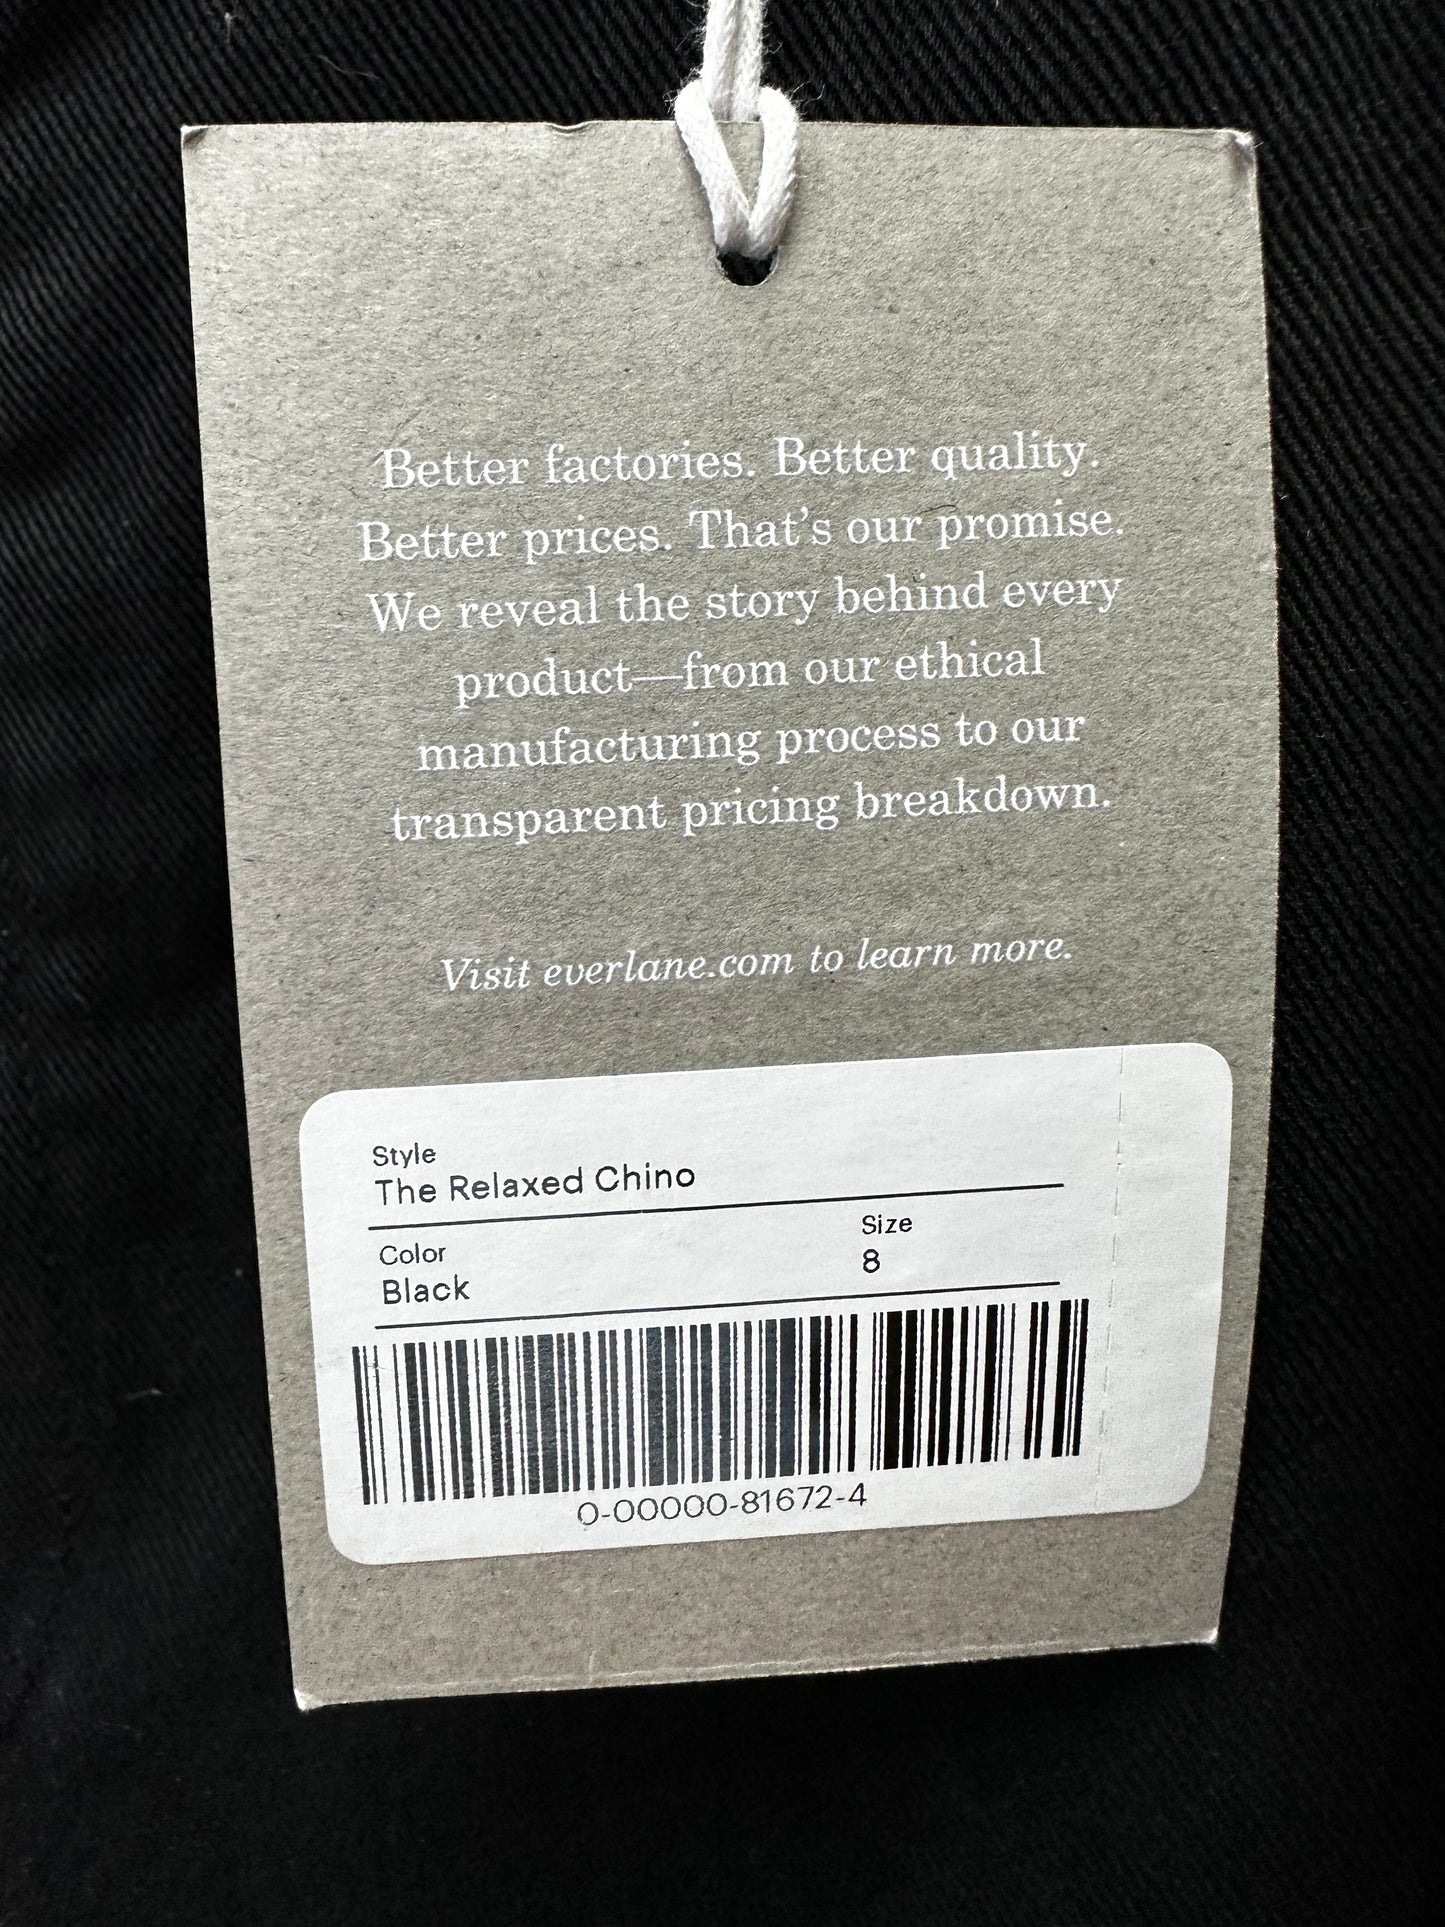 Better factories. Better quality.
Better prices. That's our promise.
We reveal the story behind every
product—from our ethical
manufacturing process to our
transparent pricing breakdown.
Visit everlane.com to learn more.
Style
The Relaxed Chino
Color
Black
Size
8
0-00000-81672-4